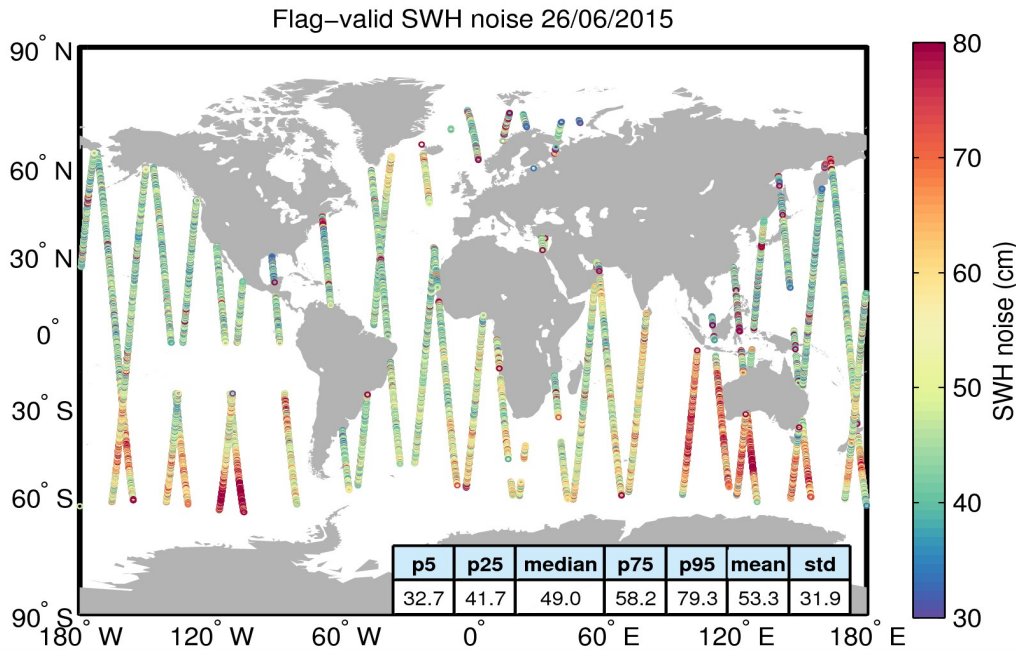 Flag−valid SWH noise 26/06/2015
90° N
60° N
30° N
0°
30° S
60° S
90° S
180° W
120° W
60° W
0°
60° E
120° E
180° E
80
70
60
50
40
30
SWH noise (cm)
p5 p25 median p75 p95 mean std
32.7 41.7 49.0 58.2 79.3 53.3 31.9